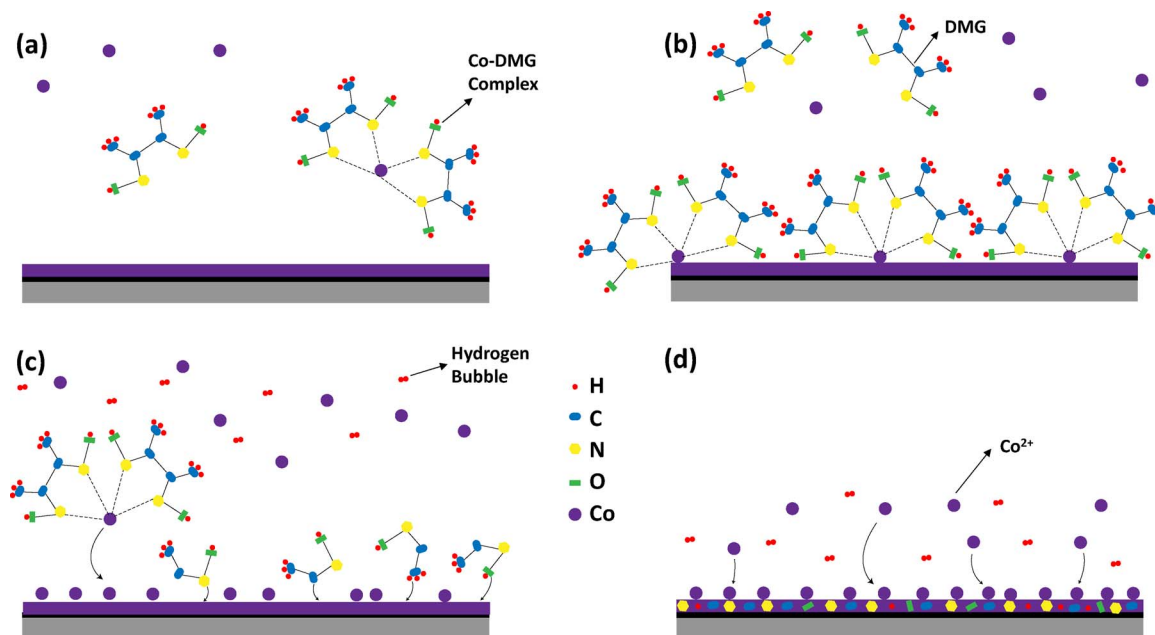 (a)
Co-DMG
Complex
(b)
DMG
(c)
Hydrogen
Bubble
H
C
N
O
Co
(d)
Co²⁺